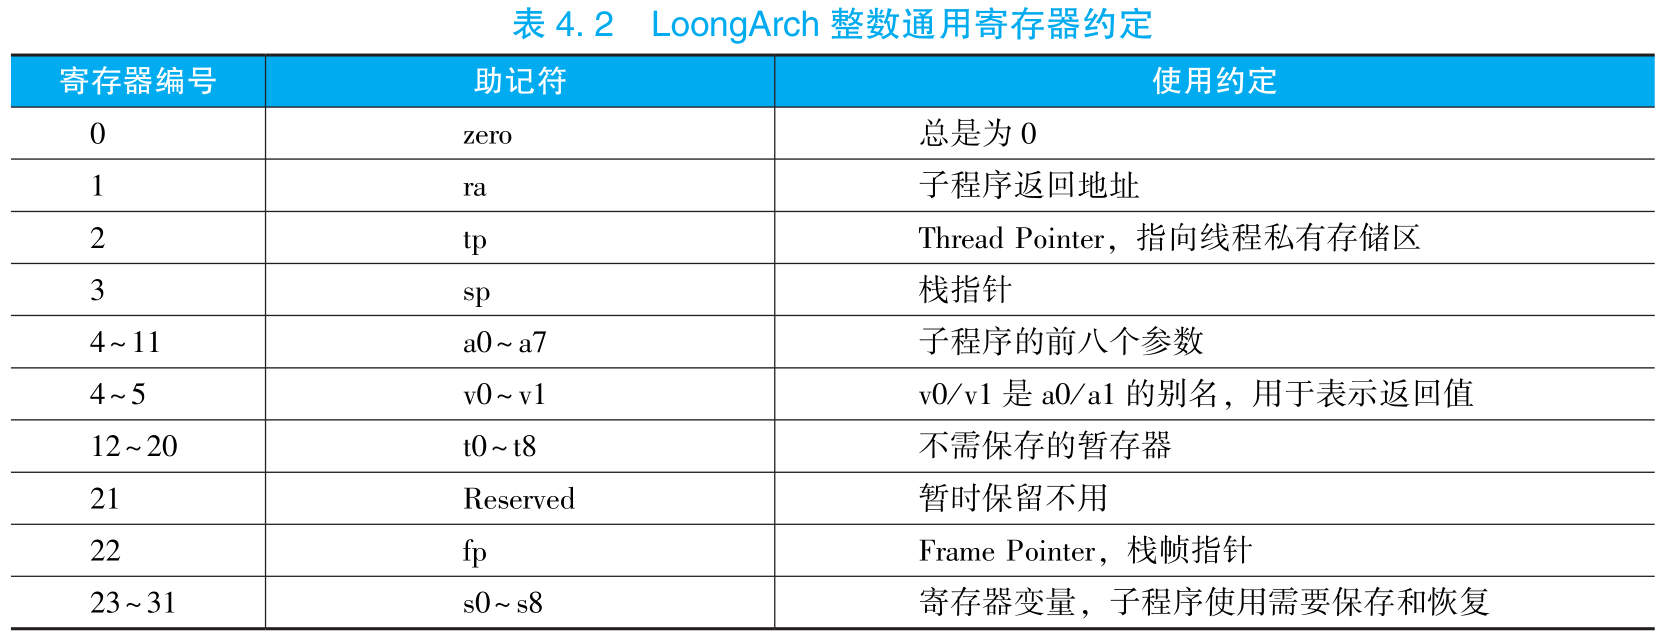 表 4. 2 LoongArch 整数通用寄存器约定
寄存器编号 助记符 使用约定
0 zero 总是为 0
1 ra 子程序返回地址
2 tp Thread Pointer，指向线程私有存储区
3 sp 栈指针
4~11 a0~a7 子程序的前八个参数
4~5 v0~v1 v0/v1 是 a0/a1 的别名，用于表示返回值
12~20 t0~t8 不需保存的暂存器
21 Reserved 暂时保留不用
22 fp Frame Pointer，栈帧指针
23~31 s0~s8 寄存器变量，子程序使用需要保存和恢复